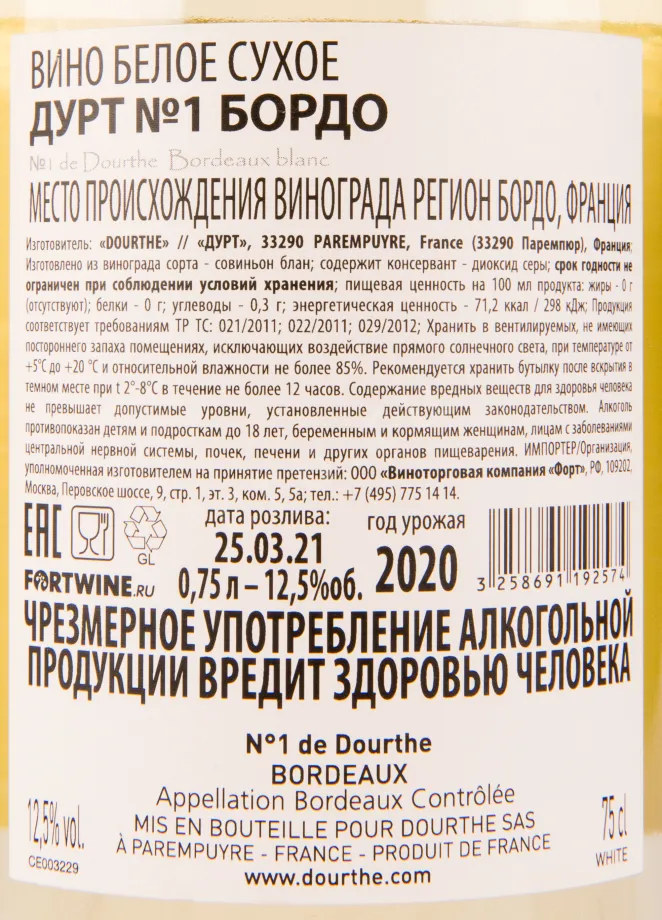 ВИНО БЕЛОЕ СУХОЕ
ДУРТ №1 БОРДО
№1 de Dourthe Bordeaux blanc
МЕСТО ПРОИСХОЖДЕНИЯ ВИНОГРАДА РЕГИОН БОРДО, ФРАНЦИЯ
Изготовитель: «DOURTHE» // «ДУРТ», 33290 PAREMPUYRE, France (33290 Паремпюр), Франция;
Изготовлено из винограда сорта - совиньон блан; содержит консервант - диоксид серы; срок годности не
ограничен при соблюдении условий хранения; пищевая ценность на 100 мл продукта: жиры - 0 г
(отсутствуют); белки - 0 г; углеводы - 0,3 г; энергетическая ценность - 71,2 ккал / 298 кДж; Продукция
соответствует требованиям ТР ТС: 021/2011; 022/2011; 029/2012; Хранить в вентилируемых, не имеющих
постороннего запаха помещениях, исключающих воздействие прямого солнечного света, при температуре от
+5°C до +20 °C и относительной влажности не более 85%. Рекомендуется хранить бутылку после вскрытия в
темном месте при t 2°-8°C в течение не более 12 часов. Содержание вредных веществ для здоровья человека
не превышает допустимые уровни, установленные действующим законодательством. Алкоголь
противопоказан детям и подросткам до 18 лет, беременным и кормящим женщинам, лицам с заболеваниями
центральной нервной системы, почек, печени и других органов пищеварения. ИМПОРТЕР/Организация,
уполномоченная изготовителем на принятие претензий: ООО «Виноторговая компания «Форт», РФ, 109202,
Москва, Перовское шоссе, 9, стр. 1, эт. 3, ком. 5, 5а; тел.: +7 (495) 775 14 14.
EAC
GL
FORTWINE.RU
дата розлива:
25.03.21
0,75 л – 12,5%об.
год урожая
2020
3 258691 192574
ЧРЕЗМЕРНОЕ УПОТРЕБЛЕНИЕ АЛКОГОЛЬНОЙ
ПРОДУКЦИИ ВРЕДИТ ЗДОРОВЬЮ ЧЕЛОВЕКА
N°1 de Dourthe
BORDEAUX
Appellation Bordeaux Contrôlée
MIS EN BOUTEILLE POUR DOURTHE SAS
À PAREMPUYRE - FRANCE - PRODUIT DE FRANCE
www.dourthe.com
12,5% vol.
CE003229
75 cl
WHITE